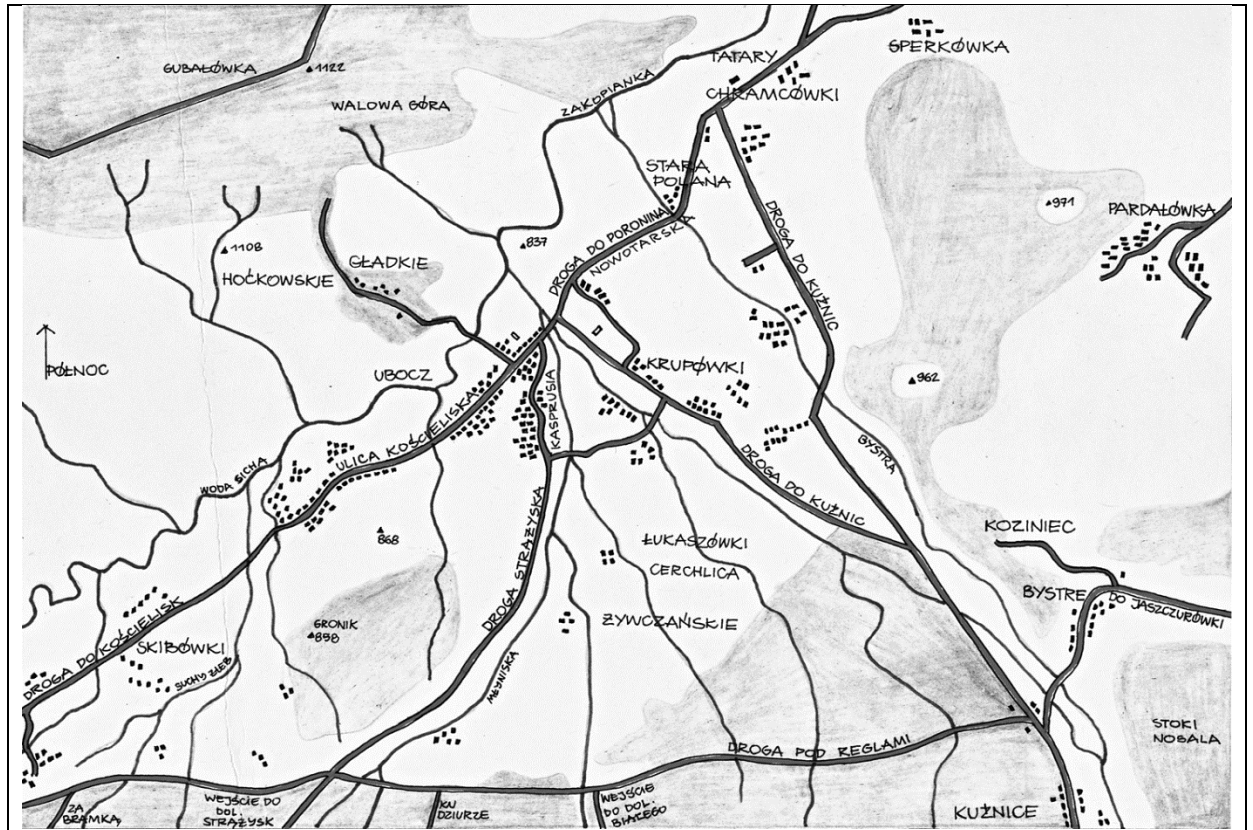 SPERKÓWKA
TATARY
GUBAŁÓWKA
1122
ZAKOPIANKA
CHRAMCÓWKI
WALOWA GÓRA
STARA
POLANA
971
PARDAŁÓWKA
DROGA DO PORONINA
NOWOTARSKA
DROGA DO KUŹNIC
837
1108
HOĆKOWSKIE
GŁADKIE
PÓŁNOC
UBOCZ
KRUPÓWKI
962
KASPRUSIA
ULICA KOŚCIELISKA
BYSTRA
WODA SICHA
DROGA DO KUŹNIC
868
DROGA STRĄŻYSKA
ŁUKASZÓWKI
KOZINIEC
CERCHLICA
BYSTRE
DO JASZCZURÓWKI
DROGA DO KOŚCIELISK
GRONIK
898
ŻYWCZAŃSKIE
SKIBÓWKI
SUCHY ŻLEB
MŁYNISKA
STOKI
NOSALA
DROGA POD REGLAMI
ZA
BRAMKĄ
WEJŚCIE DO
DOL.
STRĄŻYSK
KU
DZIURZE
WEJŚCIE
DO DOL.
BIAŁEGO
KUŹNICE